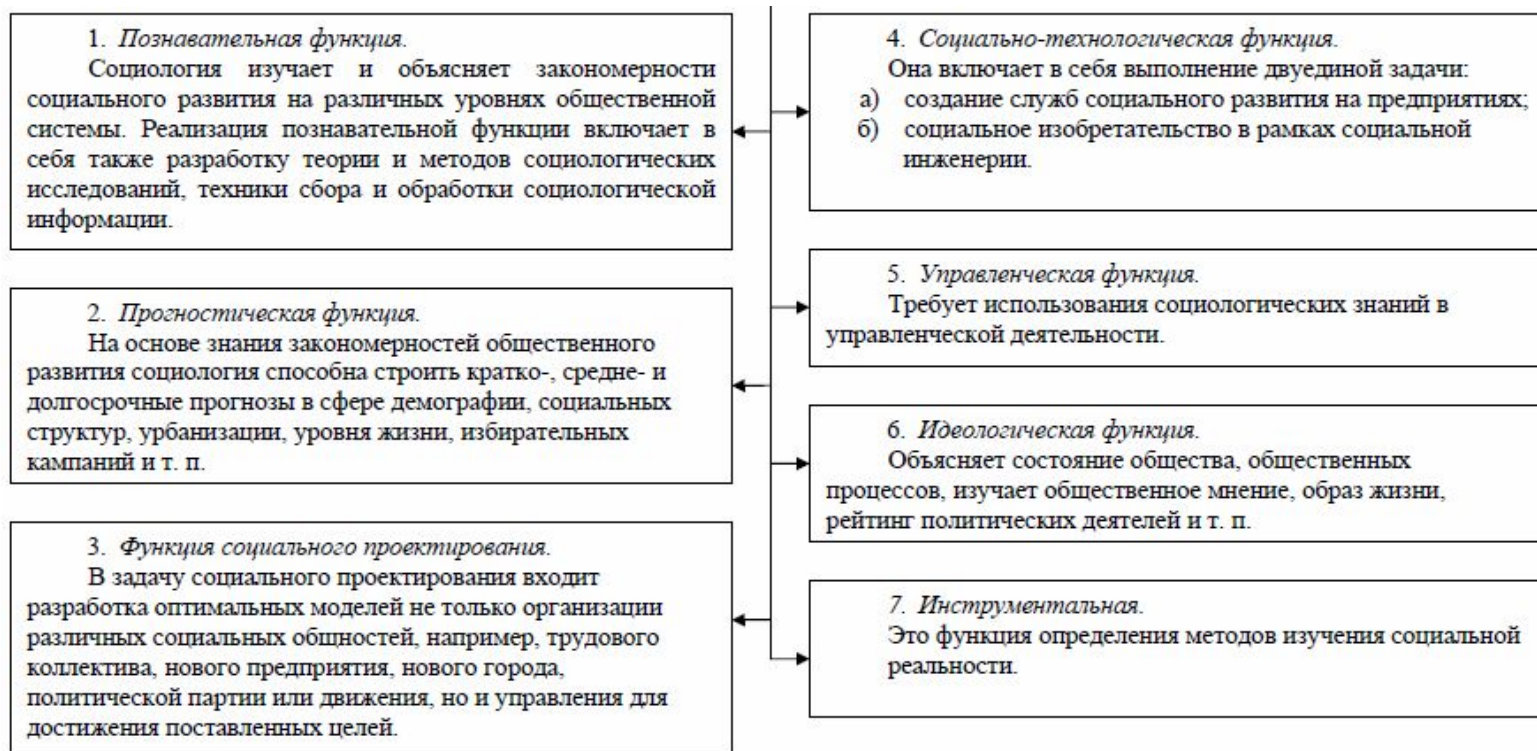 1. Познавательная функция.
Социология изучает и объясняет закономерности
социального развития на различных уровнях общественной
системы. Реализация познавательной функции включает в
себя также разработку теории и методов социологических
исследований, техники сбора и обработки социологической
информации.
2. Прогностическая функция.
На основе знания закономерностей общественного
развития социология способна строить кратко-, средне- и
долгосрочные прогнозы в сфере демографии, социальных
структур, урбанизации, уровня жизни, избирательных
кампаний и т. п.
3. Функция социального проектирования.
В задачу социального проектирования входит
разработка оптимальных моделей не только организации
различных социальных общностей, например, трудового
коллектива, нового предприятия, нового города,
политической партии или движения, но и управления для
достижения поставленных целей.
4. Социально-технологическая функция.
Она включает в себя выполнение двуединой задачи:
а) создание служб социального развития на предприятиях;
б) социальное изобретательство в рамках социальной
инженерии.
5. Управленческая функция.
Требует использования социологических знаний в
управленческой деятельности.
6. Идеологическая функция.
Объясняет состояние общества, общественных
процессов, изучает общественное мнение, образ жизни,
рейтинг политических деятелей и т. п.
7. Инструментальная.
Это функция определения методов изучения социальной
реальности.